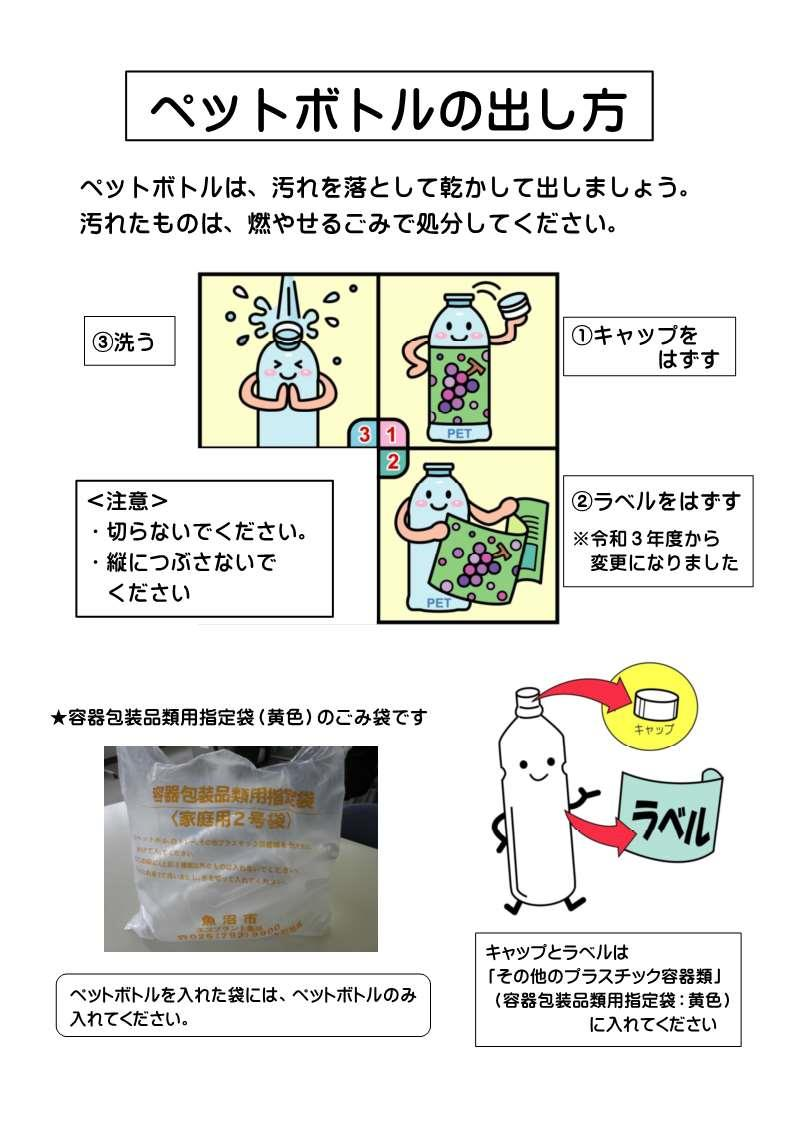 ペットボトルの出し方
ペットボトルは、汚れを落として乾かして出しましょう。
汚れたものは、燃やせるごみで処分してください。
③洗う
①キャップを
はずす
3
1
2
PET
PET
<注意>
・切らないでください。
・縦につぶさないで
ください
②ラベルをはずす
※令和３年度から
変更になりました
★容器包装品類用指定袋(黄色)のごみ袋です
容器包装品類用指定袋
〈家庭用２号袋〉
魚沼市
キャップ
ラベル
ペットボトルを入れた袋には、ペットボトルのみ
入れてください。
キャップとラベルは
「その他のプラスチック容器類」
（容器包装品類用指定袋：黄色）
に入れてください